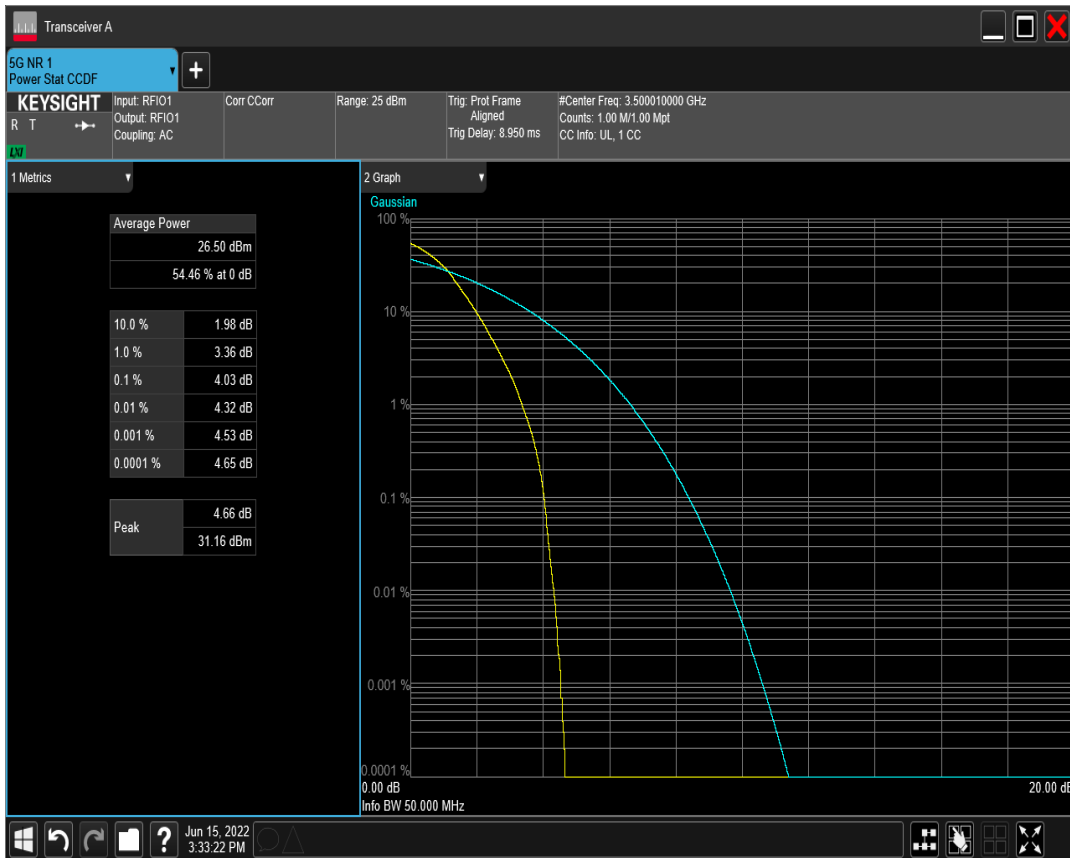 Transceiver A
5G NR 1
Power Stat CCDF
+
KEYSIGHT
R T
LXI
Input: RFIO1
Output: RFIO1
Coupling: AC
Corr CCorr
Range: 25 dBm
Trig: Prot Frame
Aligned
Trig Delay: 8.950 ms
#Center Freq: 3.500010000 GHz
Counts: 1.00 M/1.00 Mpt
CC Info: UL, 1 CC
1 Metrics
Average Power
26.50 dBm
54.46 % at 0 dB
10.0 % 1.98 dB
1.0 % 3.36 dB
0.1 % 4.03 dB
0.01 % 4.32 dB
0.001 % 4.53 dB
0.0001 % 4.65 dB
Peak
4.66 dB
31.16 dBm
2 Graph
Gaussian
100 %
10 %
1 %
0.1 %
0.01 %
0.001 %
0.0001 %
0.00 dB 20.00 dB
Info BW 50.000 MHz
?
Jun 15, 2022
3:33:22 PM